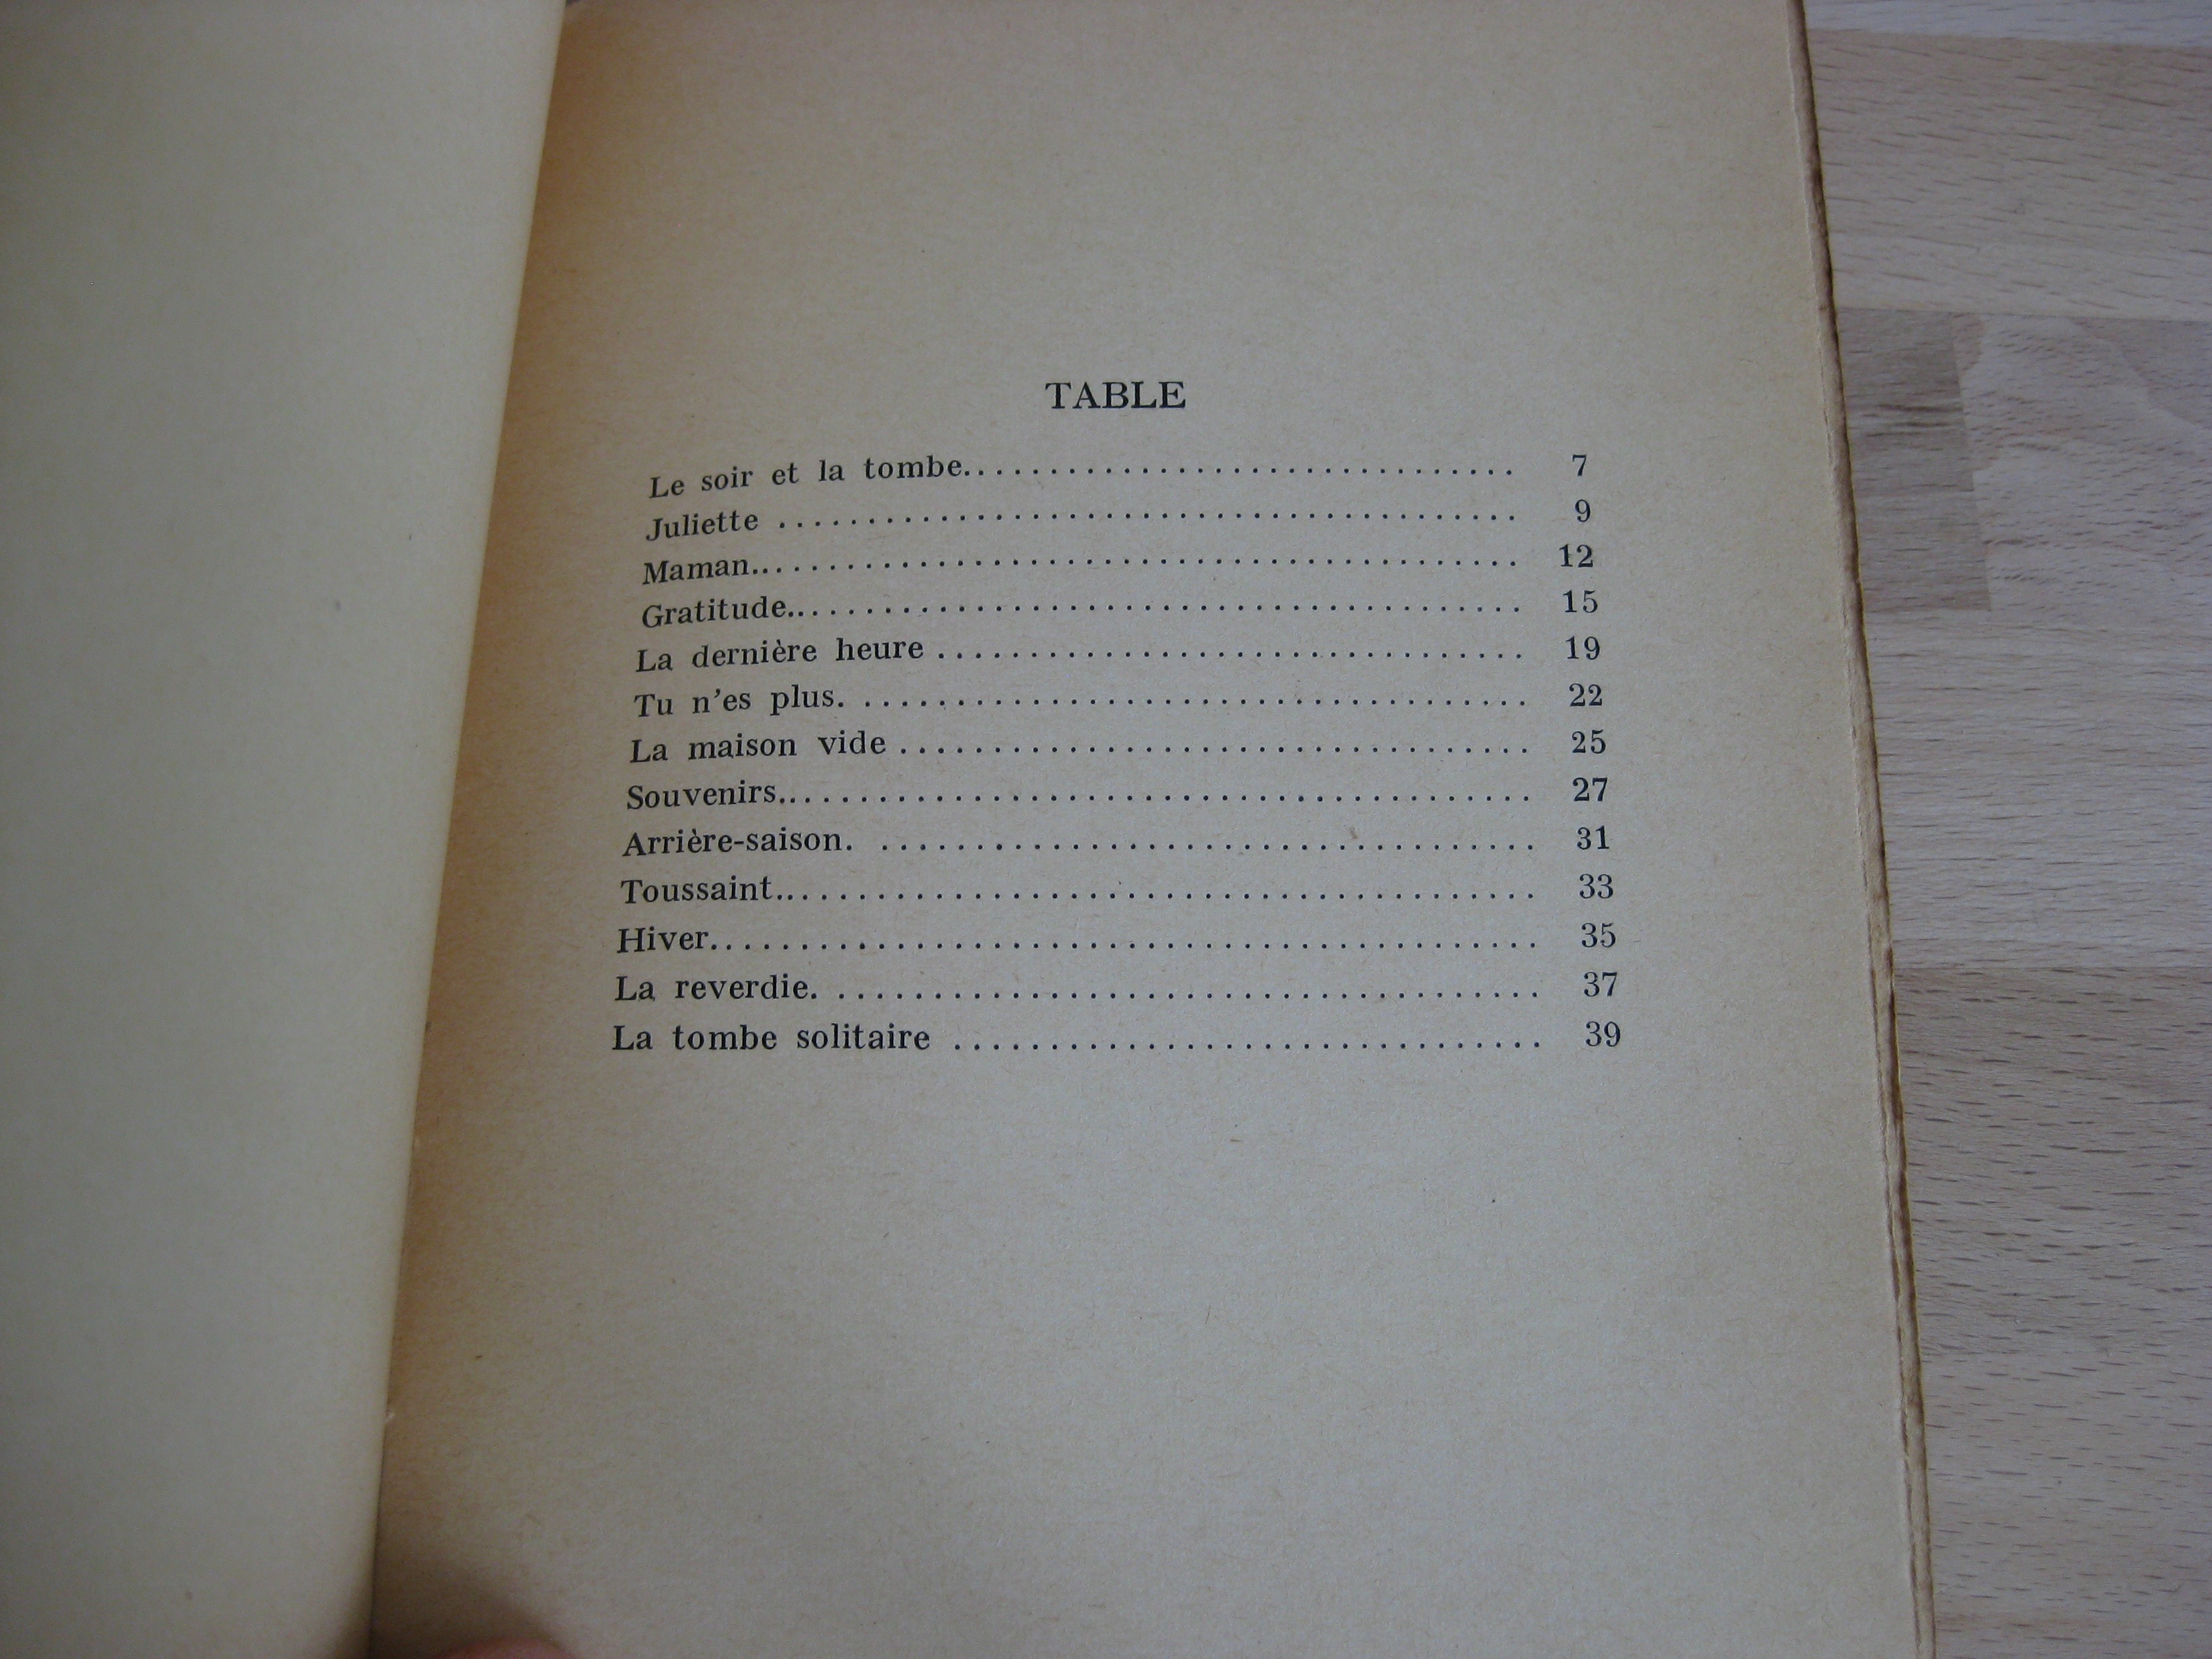 TABLE
Le soir et la tombe................................ 7
Juliette .......................................... 9
Maman............................................. 12
Gratitude.......................................... 15
La dernière heure ................................. 19
Tu n'es plus. ...................................... 22
La maison vide .................................... 25
Souvenirs.......................................... 27
Arrière-saison. .................................... 31
Toussaint.......................................... 33
Hiver.............................................. 35
La reverdie. ....................................... 37
La tombe solitaire ................................. 39